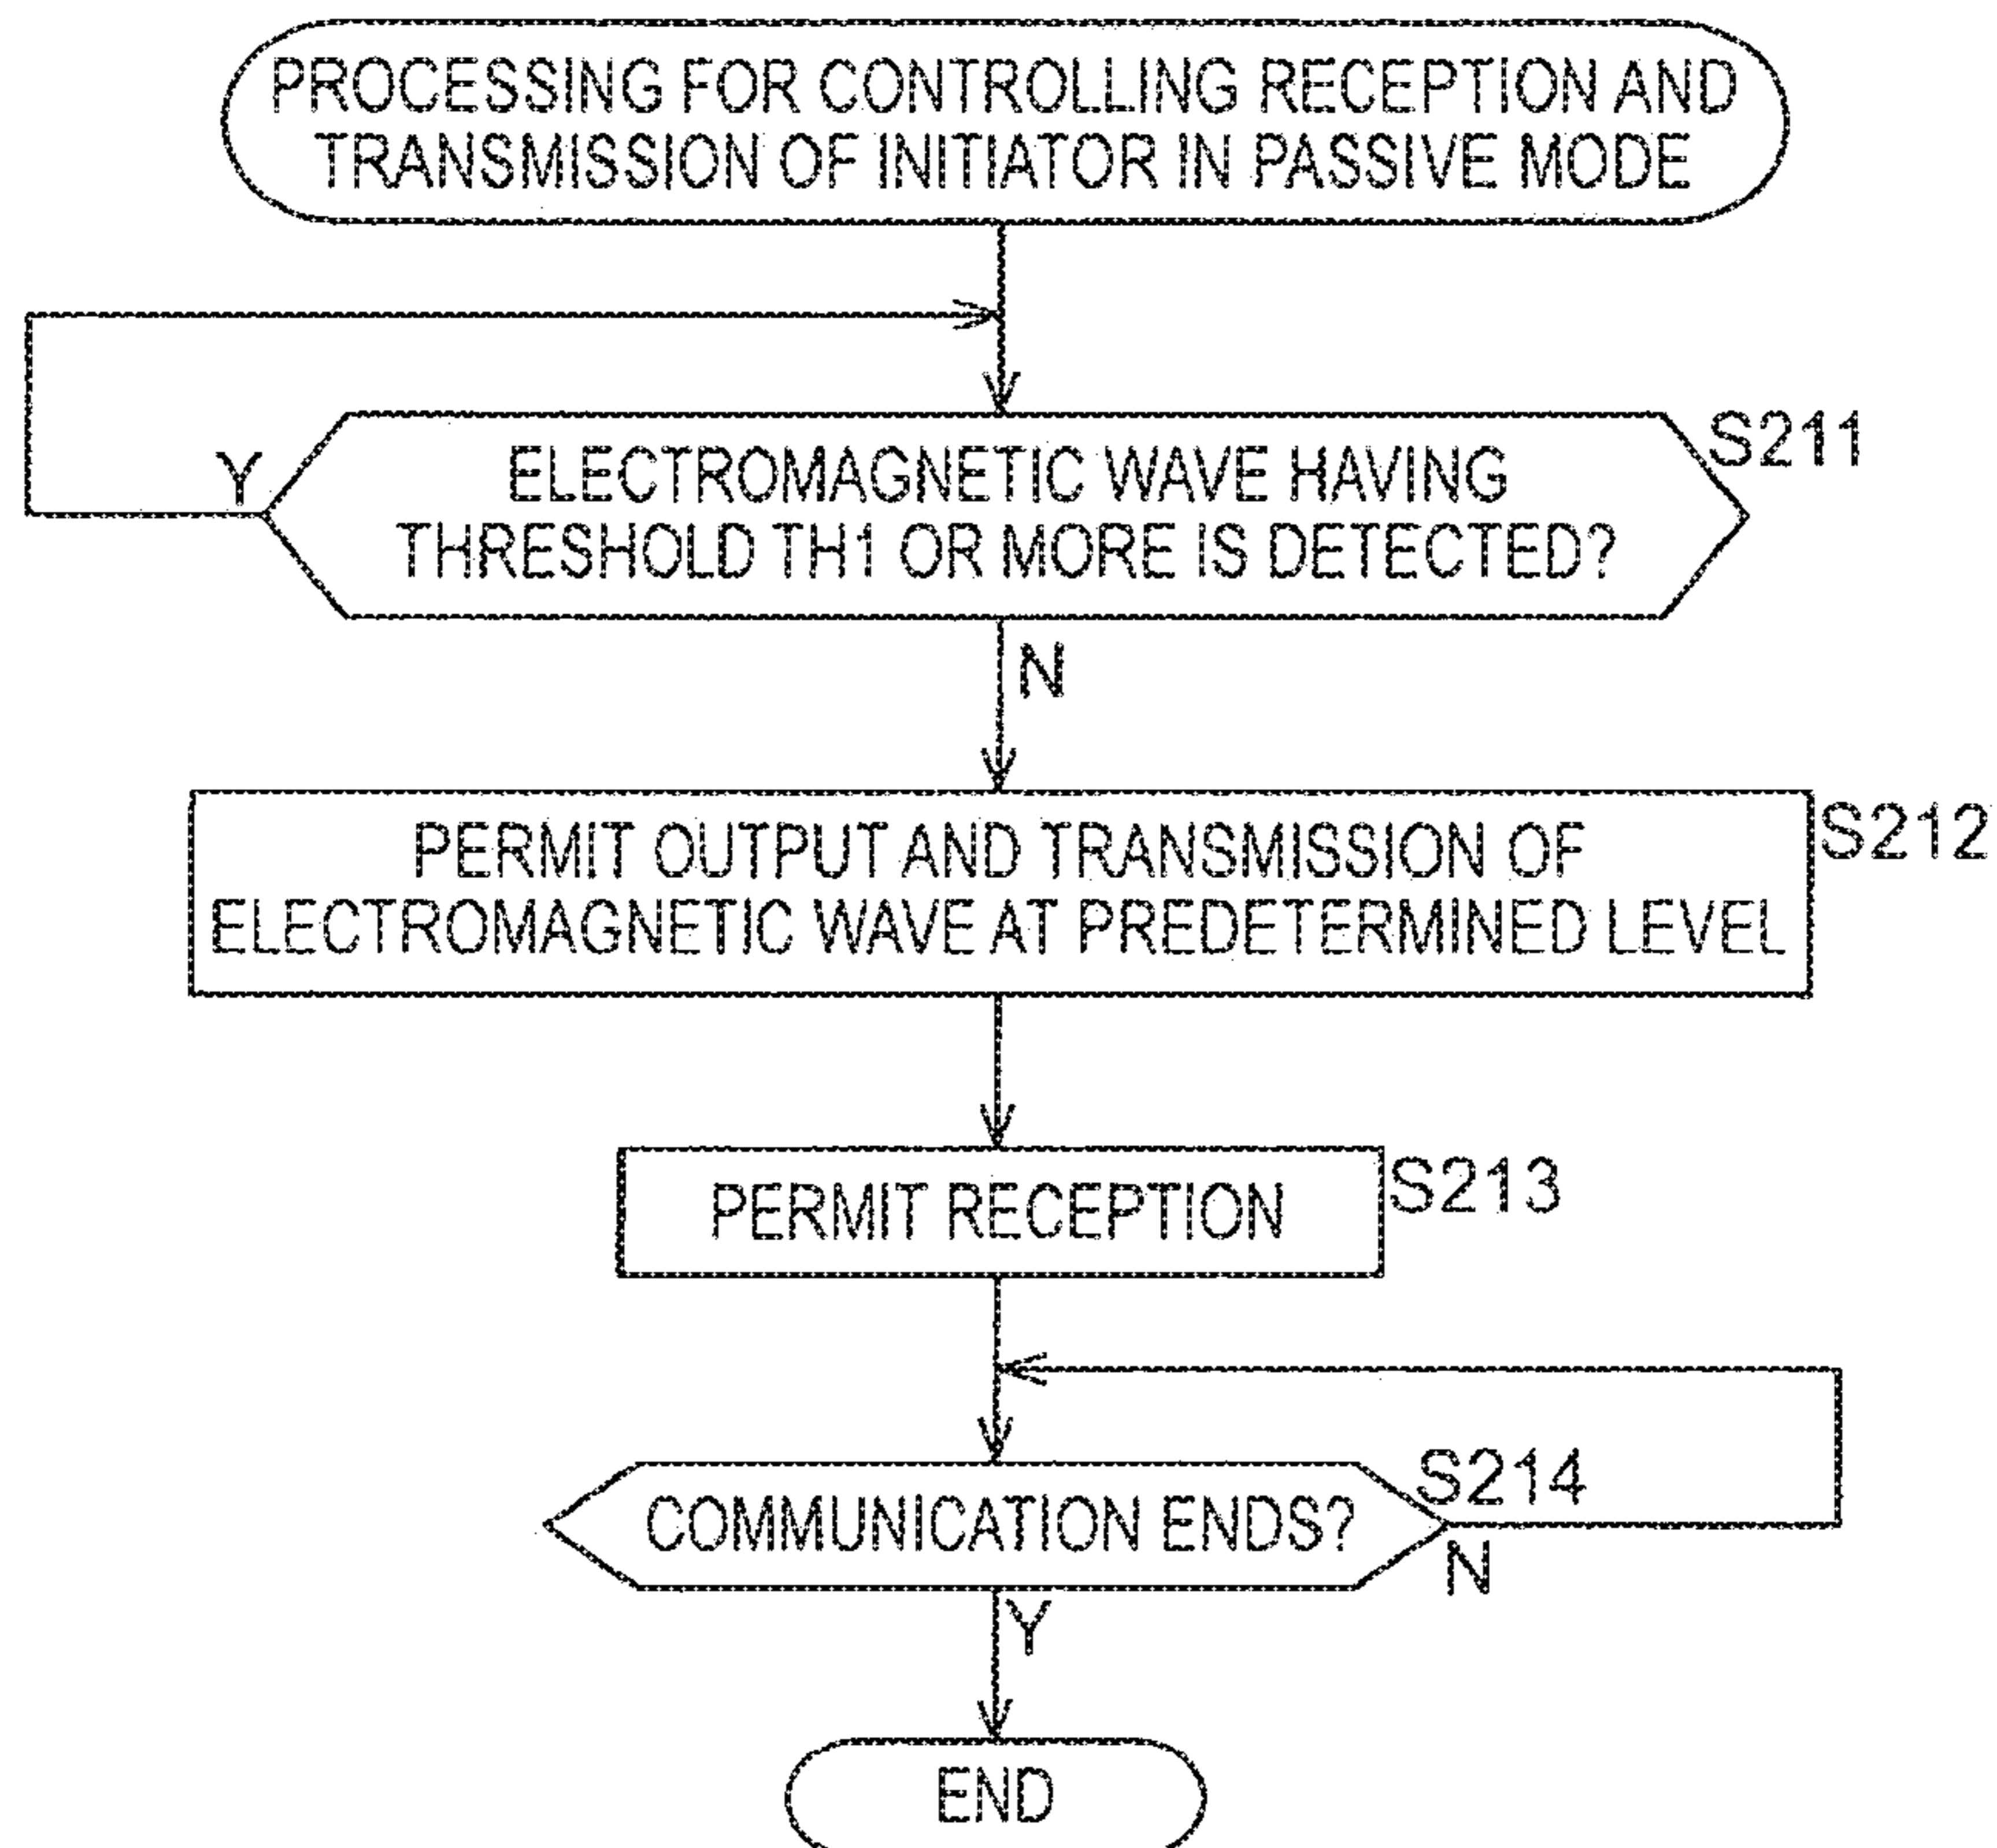 PROCESSING FOR CONTROLLING RECEPTION AND
TRANSMISSION OF INITIATOR IN PASSIVE MODE
S211
Y
ELECTROMAGNETIC WAVE HAVING
THRESHOLD TH1 OR MORE IS DETECTED?
N
S212
PERMIT OUTPUT AND TRANSMISSION OF
ELECTROMAGNETIC WAVE AT PREDETERMINED LEVEL
PERMIT RECEPTION
S213
S214
COMMUNICATION ENDS?
N
Y
END